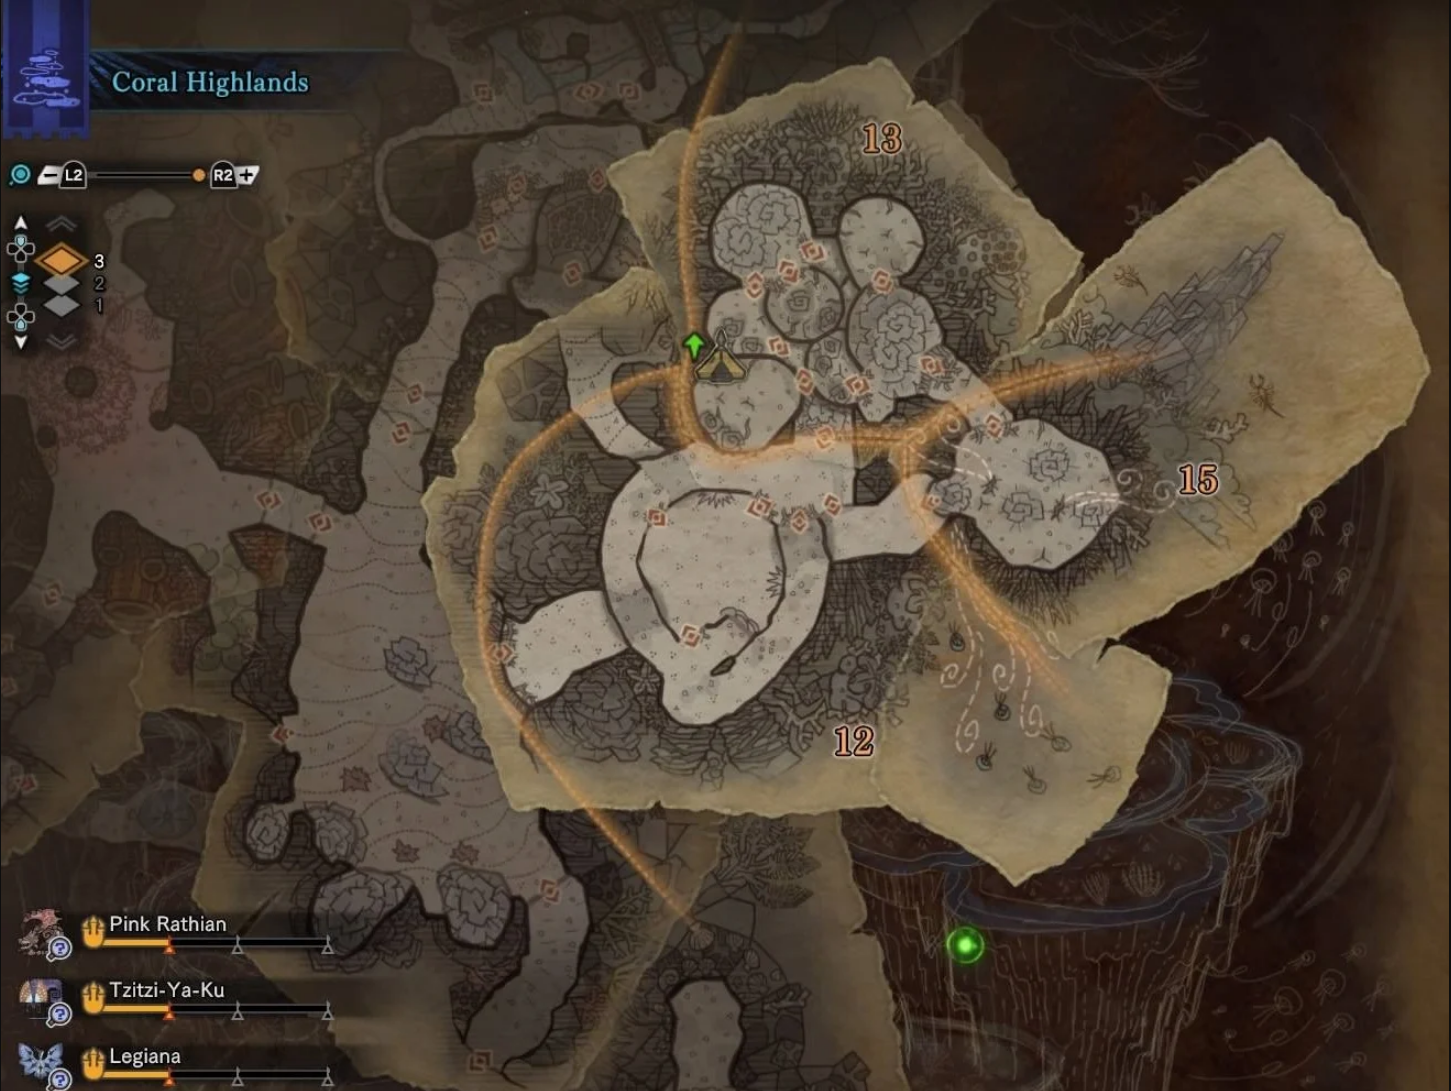 Coral Highlands
L2 R2
3
2
1
13
15
12
Pink Rathian
Tzitzi-Ya-Ku
Legiana